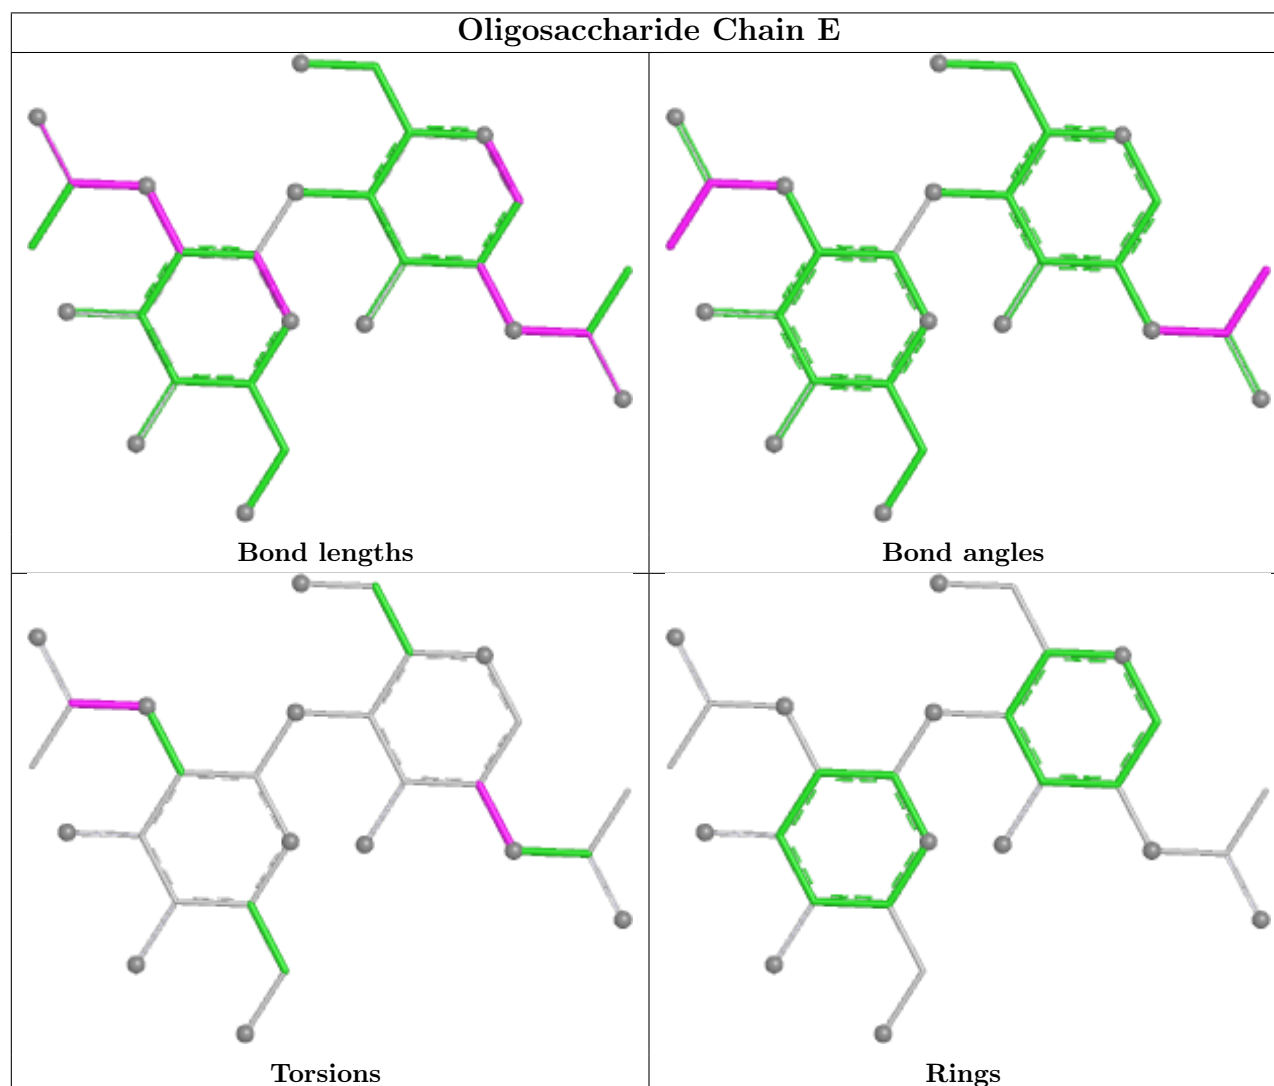 Oligosaccharide Chain E
Bond lengths
Bond angles
Torsions
Rings